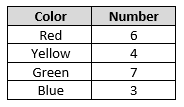 Color Number
Red 6
Yellow 4
Green 7
Blue 3